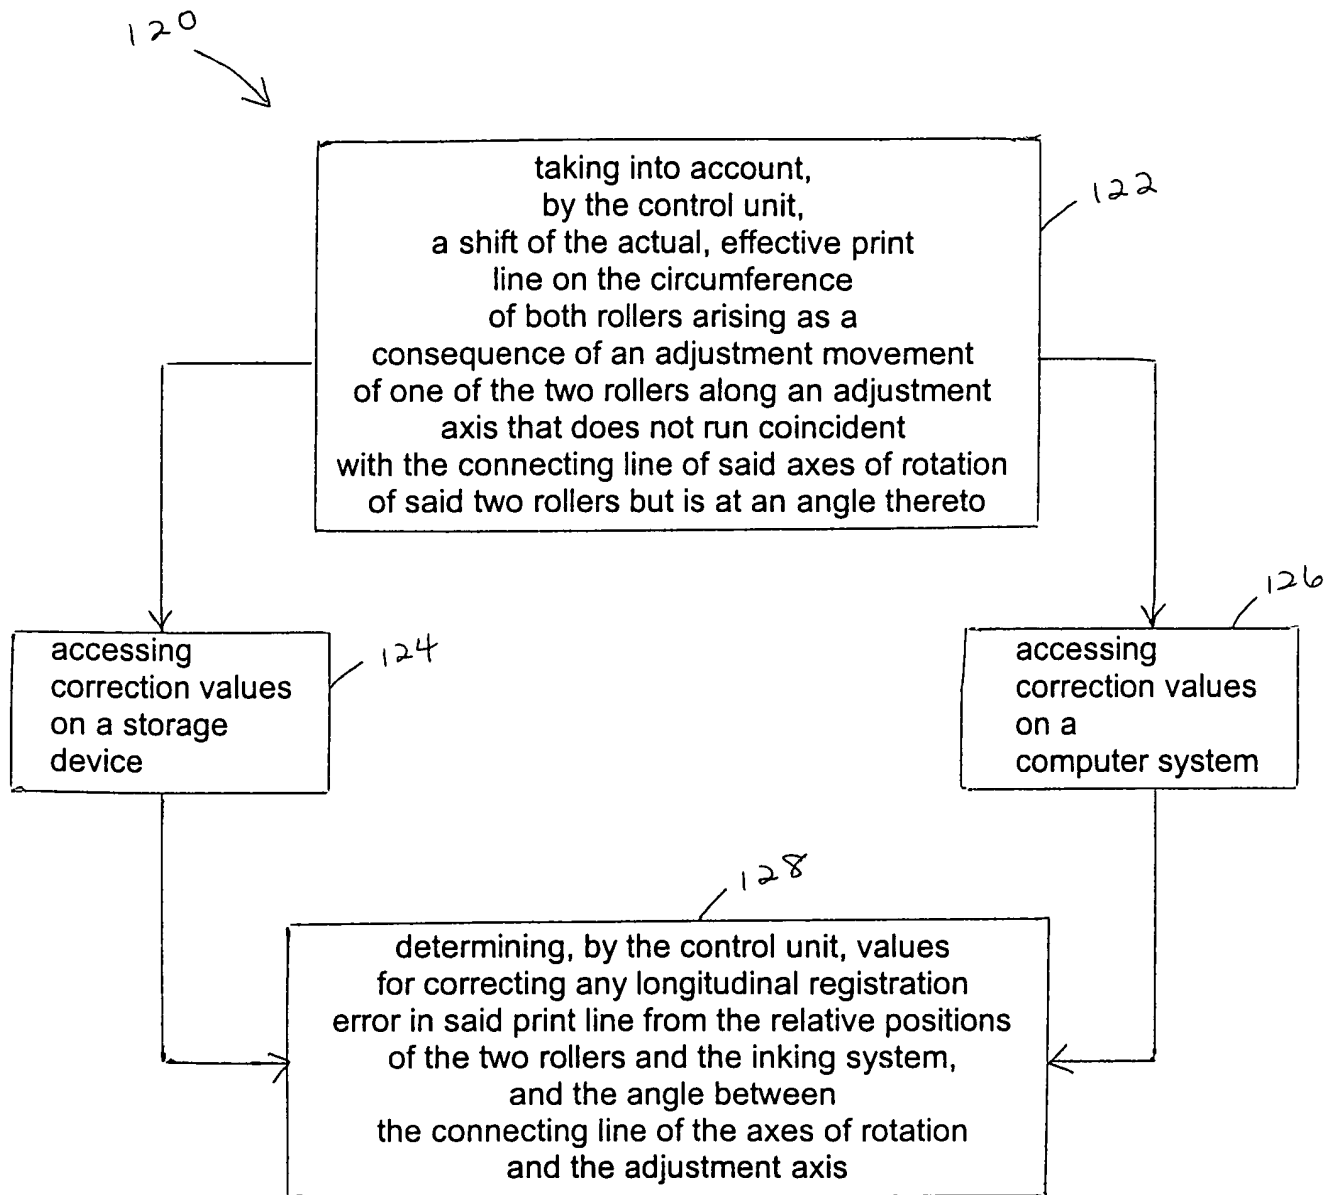 120
taking into account,
by the control unit,
a shift of the actual, effective print
line on the circumference
of both rollers arising as a
consequence of an adjustment movement
of one of the two rollers along an adjustment
axis that does not run coincident
with the connecting line of said axes of rotation
of said two rollers but is at an angle thereto
122
accessing
correction values
on a storage
device
124
accessing
correction values
on a
computer system
126
128
determining, by the control unit, values
for correcting any longitudinal registration
error in said print line from the relative positions
of the two rollers and the inking system,
and the angle between
the connecting line of the axes of rotation
and the adjustment axis